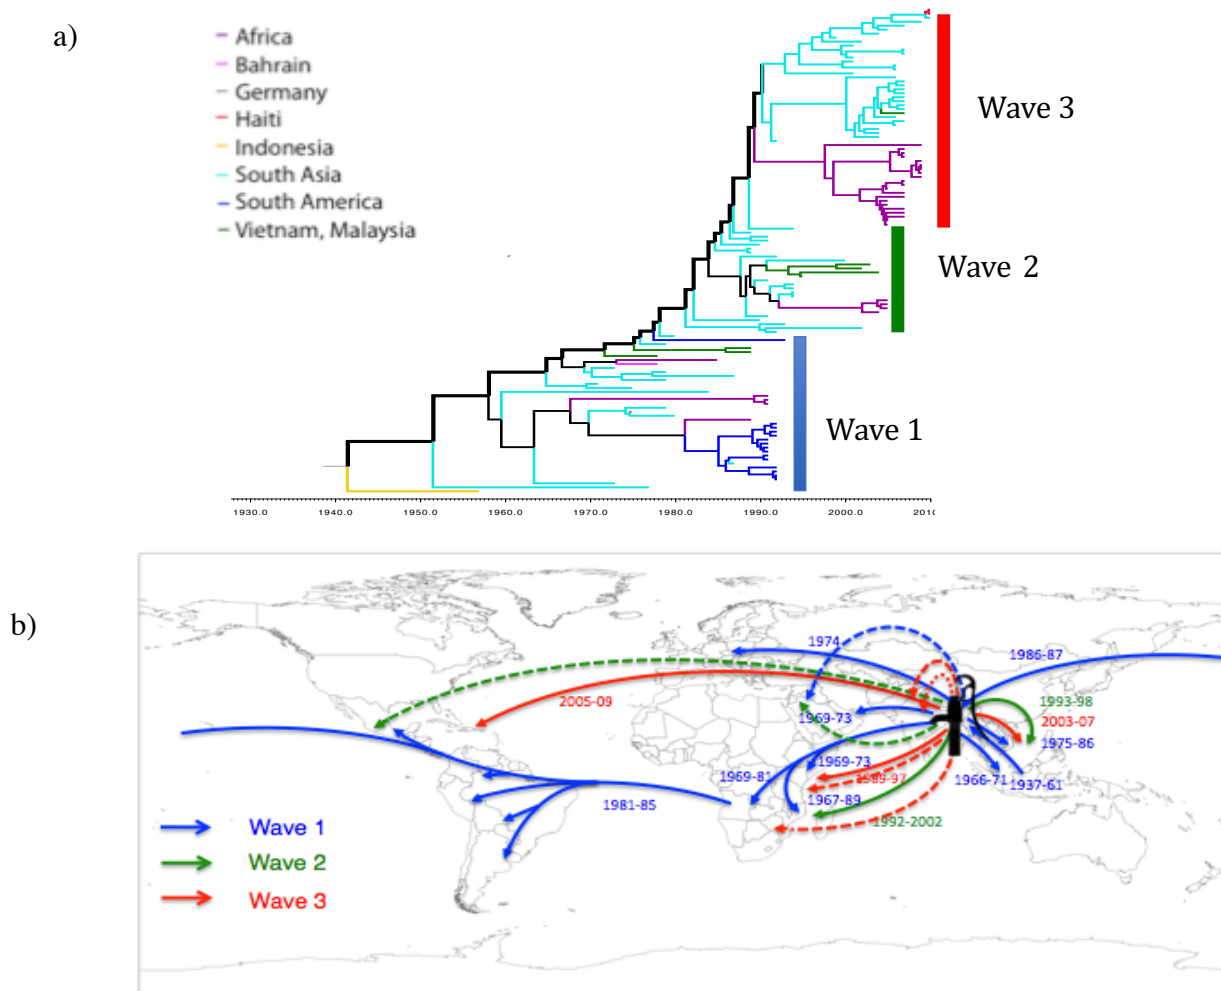 a)
Africa
Bahrain
Germany
Haiti
Indonesia
South Asia
South America
Vietnam, Malaysia
Wave 3
Wave 2
Wave 1
1930.0 1940.0 1950.0 1960.0 1970.0 1980.0 1990.0 2000.0 201
b)
1974
1986-87
2005-09
1969-73
1993-98
2003-07
1975-86
1969-73
1969-81
1966-71
1937-61
1967-89
1981-85
1992-2002
Wave 1
Wave 2
Wave 3